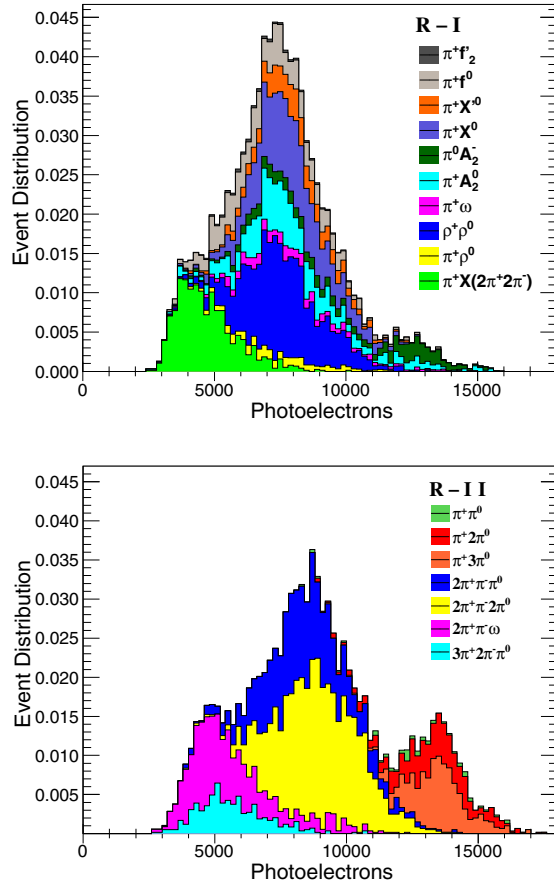 R – I
π⁺f'₂
π⁺f⁰
π⁺X'⁰
π⁺X⁰
π⁰A₂⁻
π⁺A₂⁰
π⁺ω
ρ⁺ρ⁰
π⁺ρ⁰
π⁺X(2π⁺2π⁻)
Event Distribution
0.045
0.040
0.035
0.030
0.025
0.020
0.015
0.010
0.005
0.000
0 5000 10000 15000
Photoelectrons
R – I I
π⁺π⁰
π⁺2π⁰
π⁺3π⁰
2π⁺π⁻π⁰
2π⁺π⁻2π⁰
2π⁺π⁻ω
3π⁺2π⁻π⁰
Event Distribution
0.045
0.040
0.035
0.030
0.025
0.020
0.015
0.010
0.005
0 5000 10000 15000
Photoelectrons